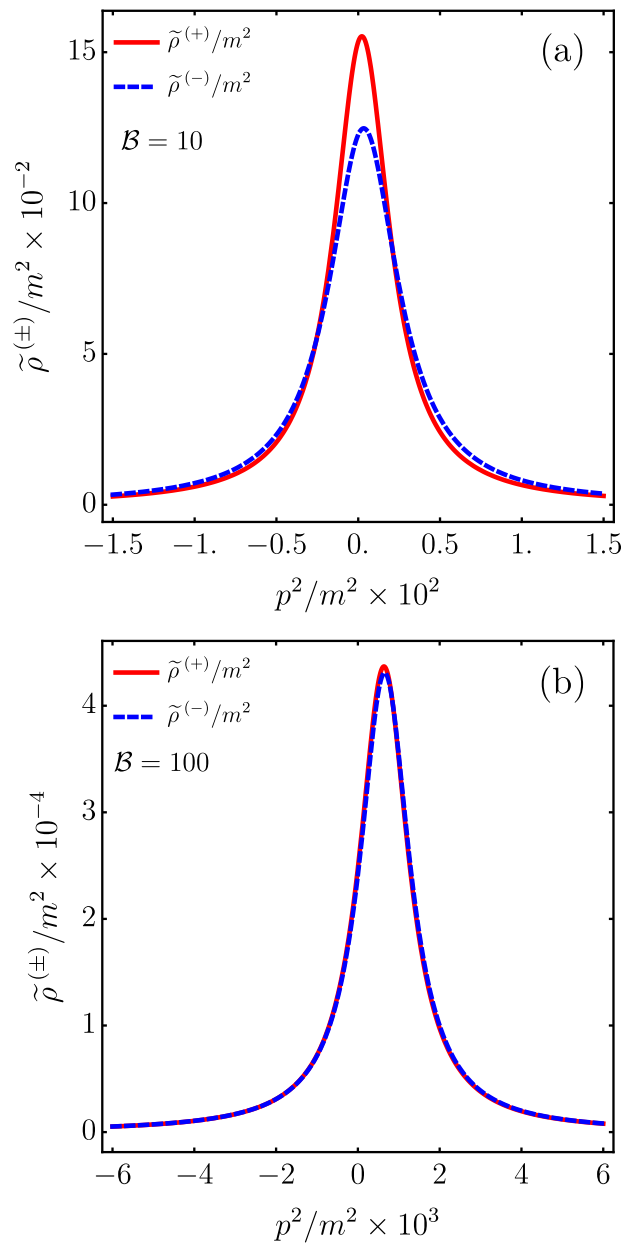 ρ̃⁽⁺⁾/m² (a)
ρ̃⁽⁻⁾/m²
ℬ = 10
15
10
5
0
ρ̃⁽±⁾/m² × 10⁻²
−1.5 −1. −0.5 0. 0.5 1. 1.5
p²/m² × 10²
ρ̃⁽⁺⁾/m² (b)
ρ̃⁽⁻⁾/m²
ℬ = 100
4
3
2
1
0
ρ̃⁽±⁾/m² × 10⁻⁴
−6 −4 −2 0 2 4 6
p²/m² × 10³